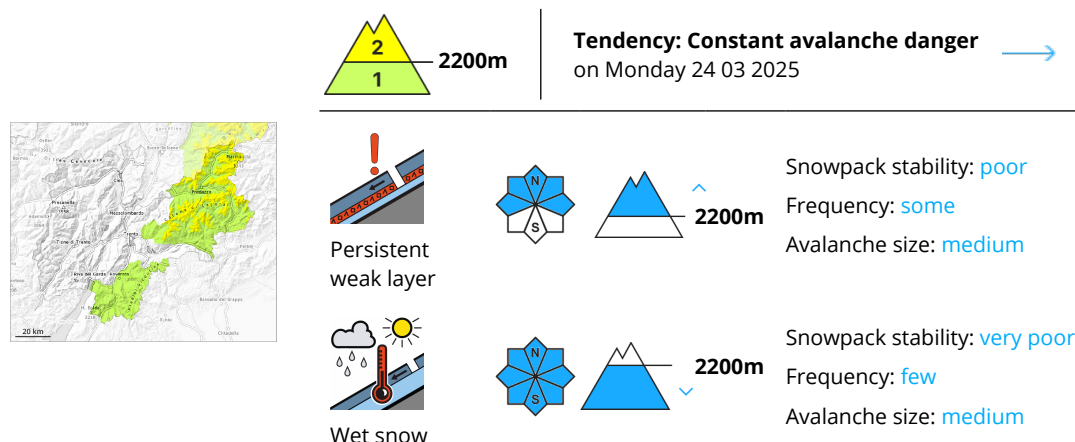 2
2200m
1
Tendency: Constant avalanche danger
on Monday 24 03 2025
20 km
N
S
2200m
Persistent
weak layer
Snowpack stability: poor
Frequency: some
Avalanche size: medium
N
S
2200m
Wet snow
Snowpack stability: very poor
Frequency: few
Avalanche size: medium